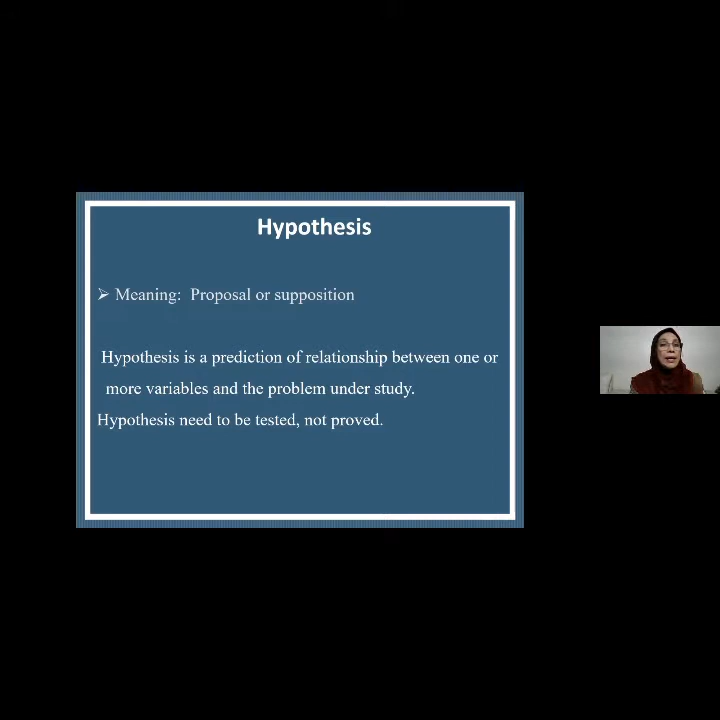 Hypothesis
➢ Meaning: Proposal or supposition
Hypothesis is a prediction of relationship between one or
more variables and the problem under study.
Hypothesis need to be tested, not proved.